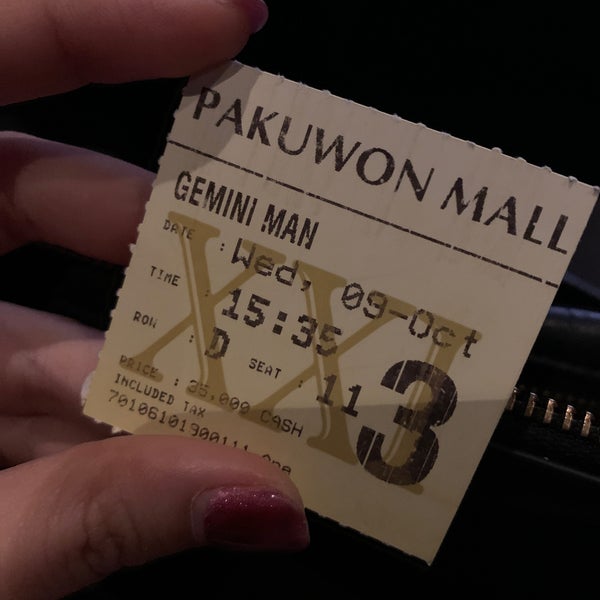 PAKUWON MALL
GEMINI MAN
DATE : Wed, 09-Oct
TIME : 15:35
ROW : D SEAT : 11
3
PRICE : 35,000 CASH
INCLUDED TAX
XXI